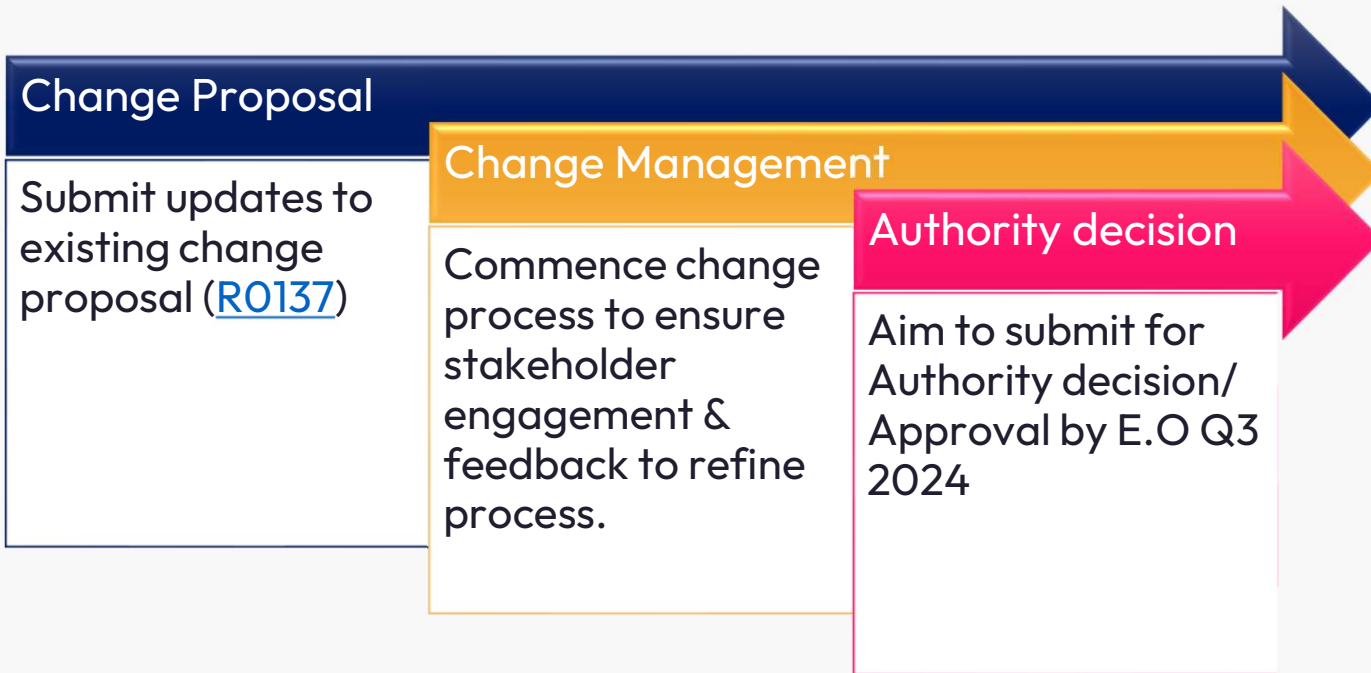 Change Proposal
Submit updates to
existing change
proposal (R0137)
Change Management
Commence change
process to ensure
stakeholder
engagement &
feedback to refine
process.
Authority decision
Aim to submit for
Authority decision/
Approval by E.O Q3
2024